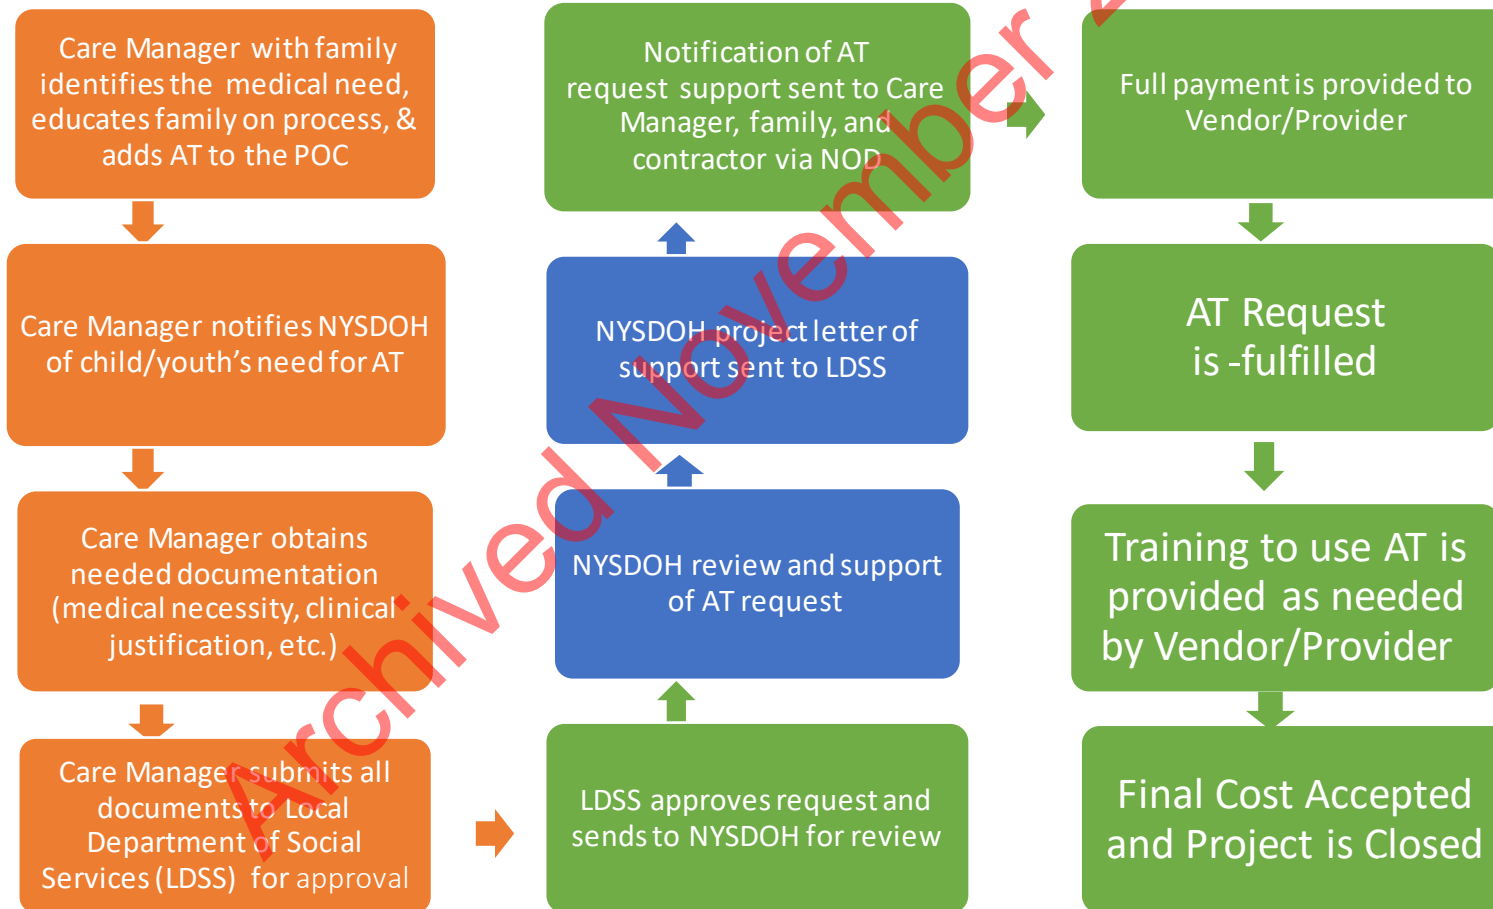 Care Manager with family
identifies the medical need,
educates family on process, &
adds AT to the POC
Care Manager notifies NYSDOH
of child/youth's need for AT
Care Manager obtains
needed documentation
(medical necessity, clinical
justification, etc.)
Care Manager submits all
documents to Local
Department of Social
Services (LDSS) for approval
LDSS approves request and
sends to NYSDOH for review
NYSDOH review and support
of AT request
NYSDOH project letter of
support sent to LDSS
Notification of AT
request support sent to Care
Manager, family, and
contractor via NOD
Full payment is provided to
Vendor/Provider
AT Request
is -fulfilled
Training to use AT is
provided as needed
by Vendor/Provider
Final Cost Accepted
and Project is Closed
Archived November